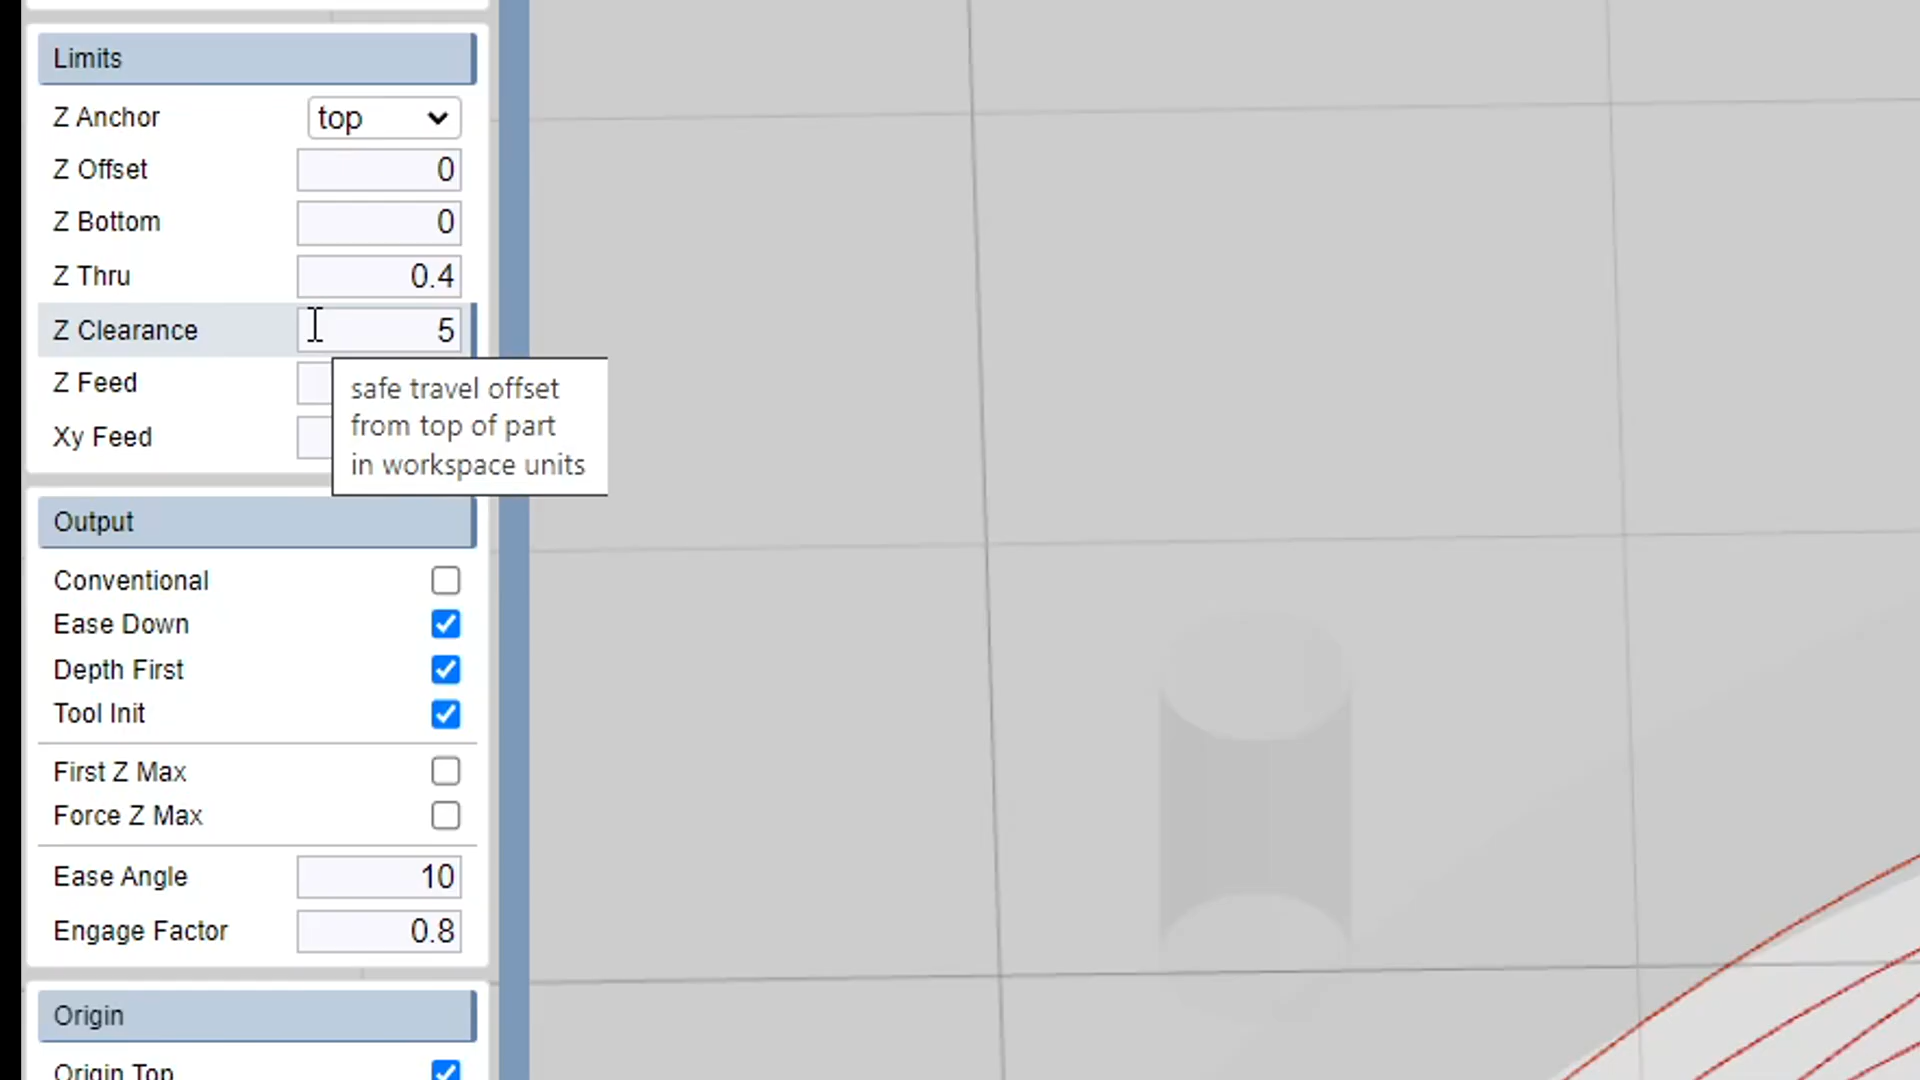 Limits
Z Anchor top
Z Offset 0
Z Bottom 0
Z Thru 0.4
Z Clearance 5
safe travel offset
from top of part
in workspace units
Z Feed
Xy Feed
Output
Conventional
Ease Down
Depth First
Tool Init
First Z Max
Force Z Max
Ease Angle 10
Engage Factor 0.8
Origin
Origin Top